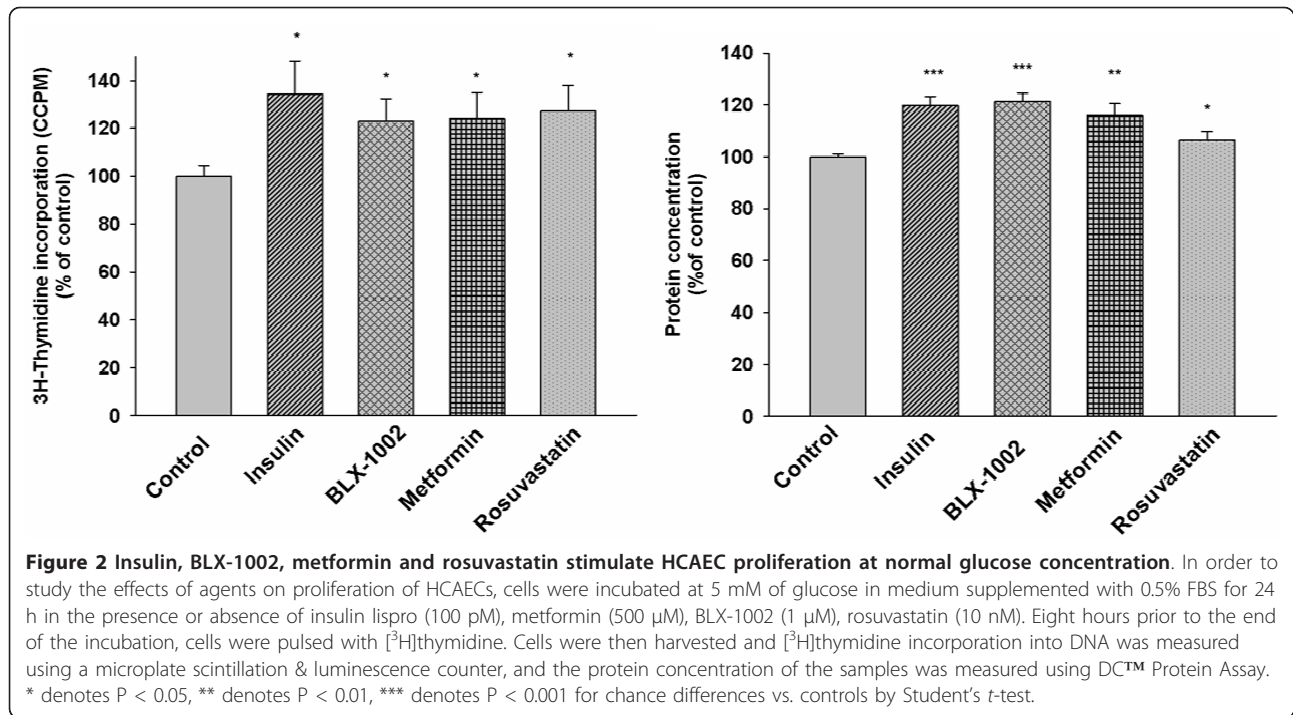 3H-Thymidine incorporation (CCPM)
(% of control)
140
120
100
80
60
40
20
0
*
*
*
*
Control
Insulin
BLX-1002
Metformin
Rosuvastatin
Protein concentration
(%of control)
140
120
100
80
60
40
20
0
***
***
**
*
Control
Insulin
BLX-1002
Metformin
Rosuvastatin
Figure 2 Insulin, BLX-1002, metformin and rosuvastatin stimulate HCAEC proliferation at normal glucose concentration. In order to
study the effects of agents on proliferation of HCAECs, cells were incubated at 5 mM of glucose in medium supplemented with 0.5% FBS for 24
h in the presence or absence of insulin lispro (100 pM), metformin (500 μM), BLX-1002 (1 μM), rosuvastatin (10 nM). Eight hours prior to the end
of the incubation, cells were pulsed with [³H]thymidine. Cells were then harvested and [³H]thymidine incorporation into DNA was measured
using a microplate scintillation & luminescence counter, and the protein concentration of the samples was measured using DC™ Protein Assay.
* denotes P < 0.05, ** denotes P < 0.01, *** denotes P < 0.001 for chance differences vs. controls by Student's t-test.